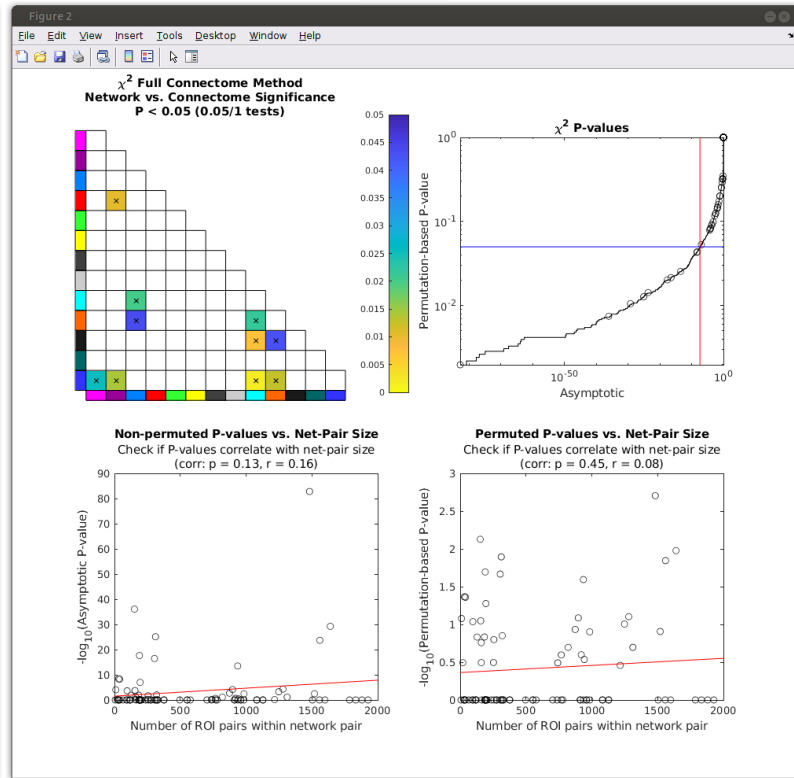 Figure 2
File Edit View Insert Tools Desktop Window Help
χ² Full Connectome Method
Network vs. Connectome Significance
P < 0.05 (0.05/1 tests)
0.05
0.045
0.04
0.035
0.03
0.025
0.02
0.015
0.01
0.005
0
× × × × × × × × × ×
χ² P-values
Permutation-based P-value
10⁰
10⁻¹
10⁻²
10⁻⁵⁰ 10⁰
Asymptotic
Non-permuted P-values vs. Net-Pair Size
Check if P-values correlate with net-pair size
(corr: p = 0.13, r = 0.16)
-log₁₀(Asymptotic P-value)
90
80
70
60
50
40
30
20
10
0
0 500 1000 1500 2000
Number of ROI pairs within network pair
Permuted P-values vs. Net-Pair Size
Check if P-values correlate with net-pair size
(corr: p = 0.45, r = 0.08)
-log₁₀(Permutation-based P-value)
3
2.5
2
1.5
1
0.5
0
0 500 1000 1500 2000
Number of ROI pairs within network pair